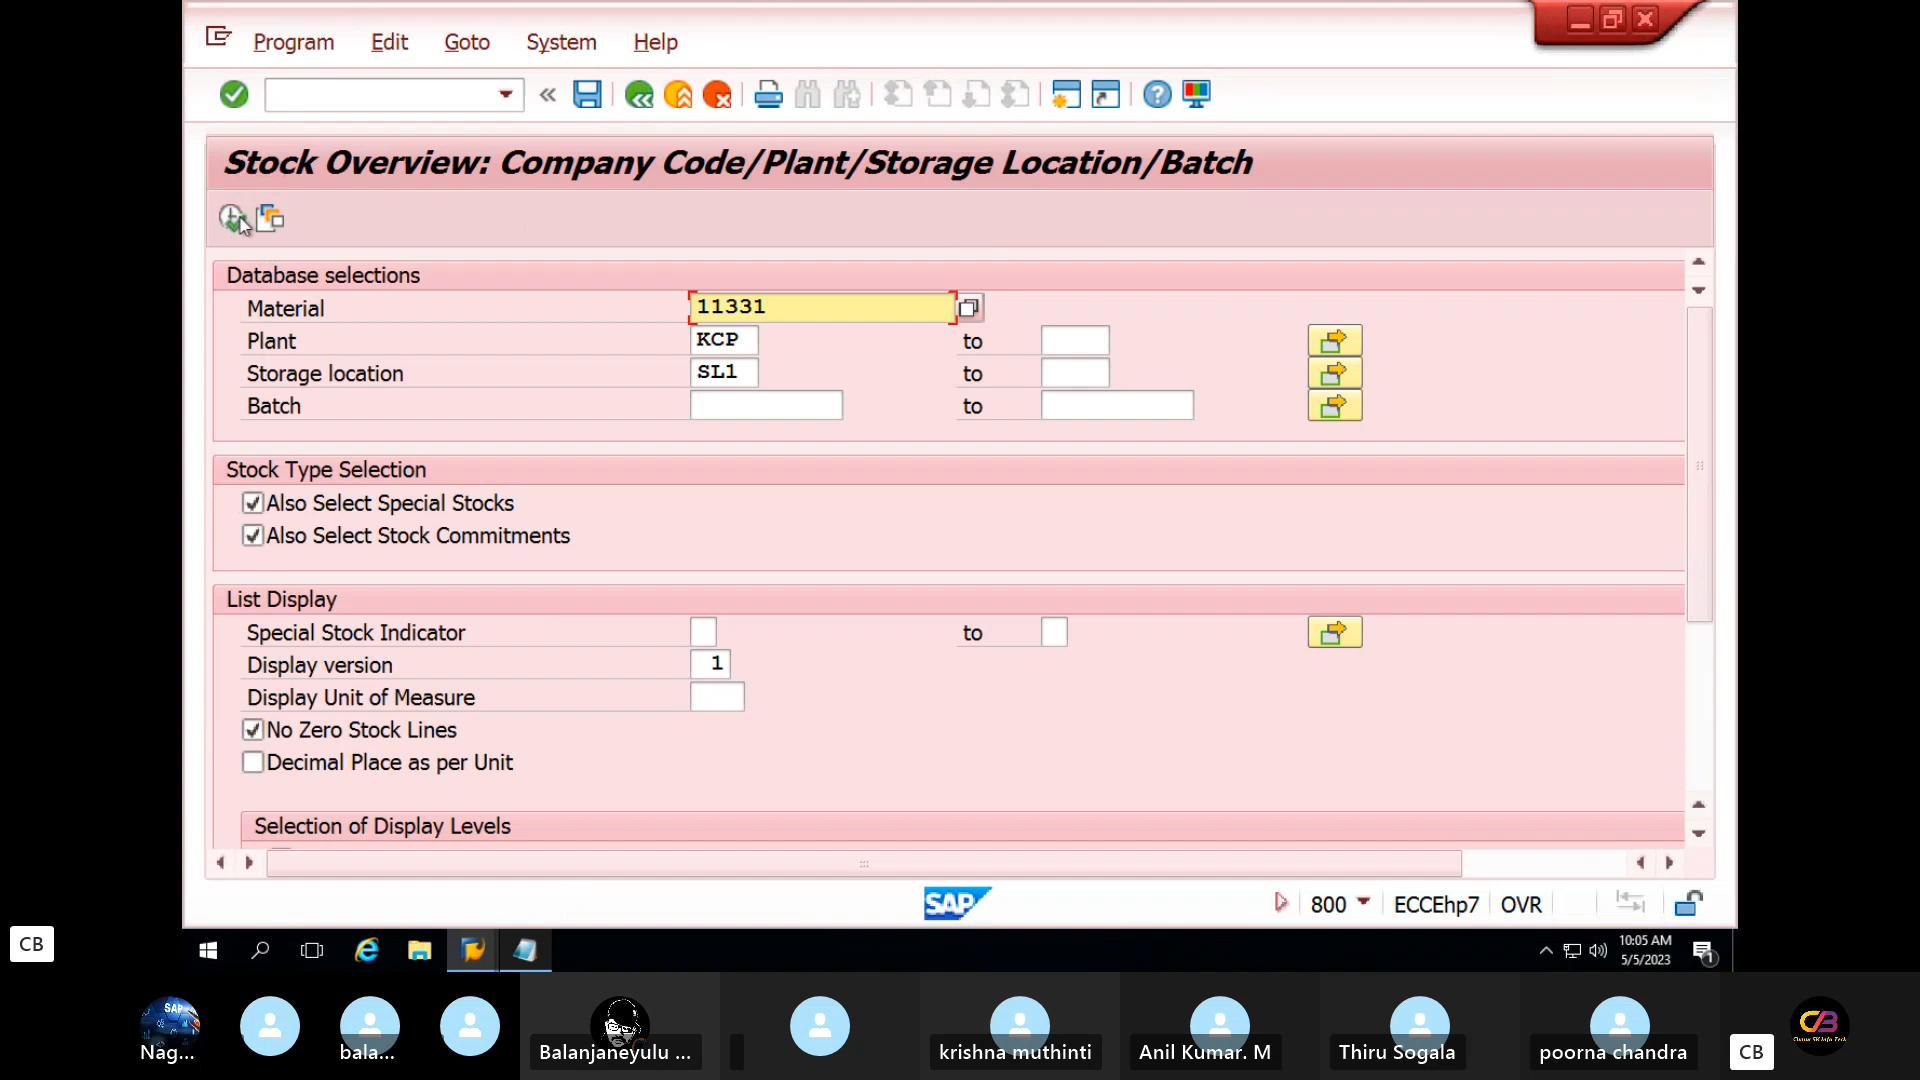 Program Edit Goto System Help
Stock Overview: Company Code/Plant/Storage Location/Batch
Database selections
Material 11331
Plant KCP to
Storage location SL1 to
Batch to
Stock Type Selection
Also Select Special Stocks
Also Select Stock Commitments
List Display
Special Stock Indicator to
Display version 1
Display Unit of Measure
No Zero Stock Lines
Decimal Place as per Unit
Selection of Display Levels
SAP 800 ECCEhp7 OVR
CB
10:05 AM
5/5/2023
1
SAP
CB
Nag... bala... Balanjaneyulu ... krishna muthinti Anil Kumar. M Thiru Sogala poorna chandra CB